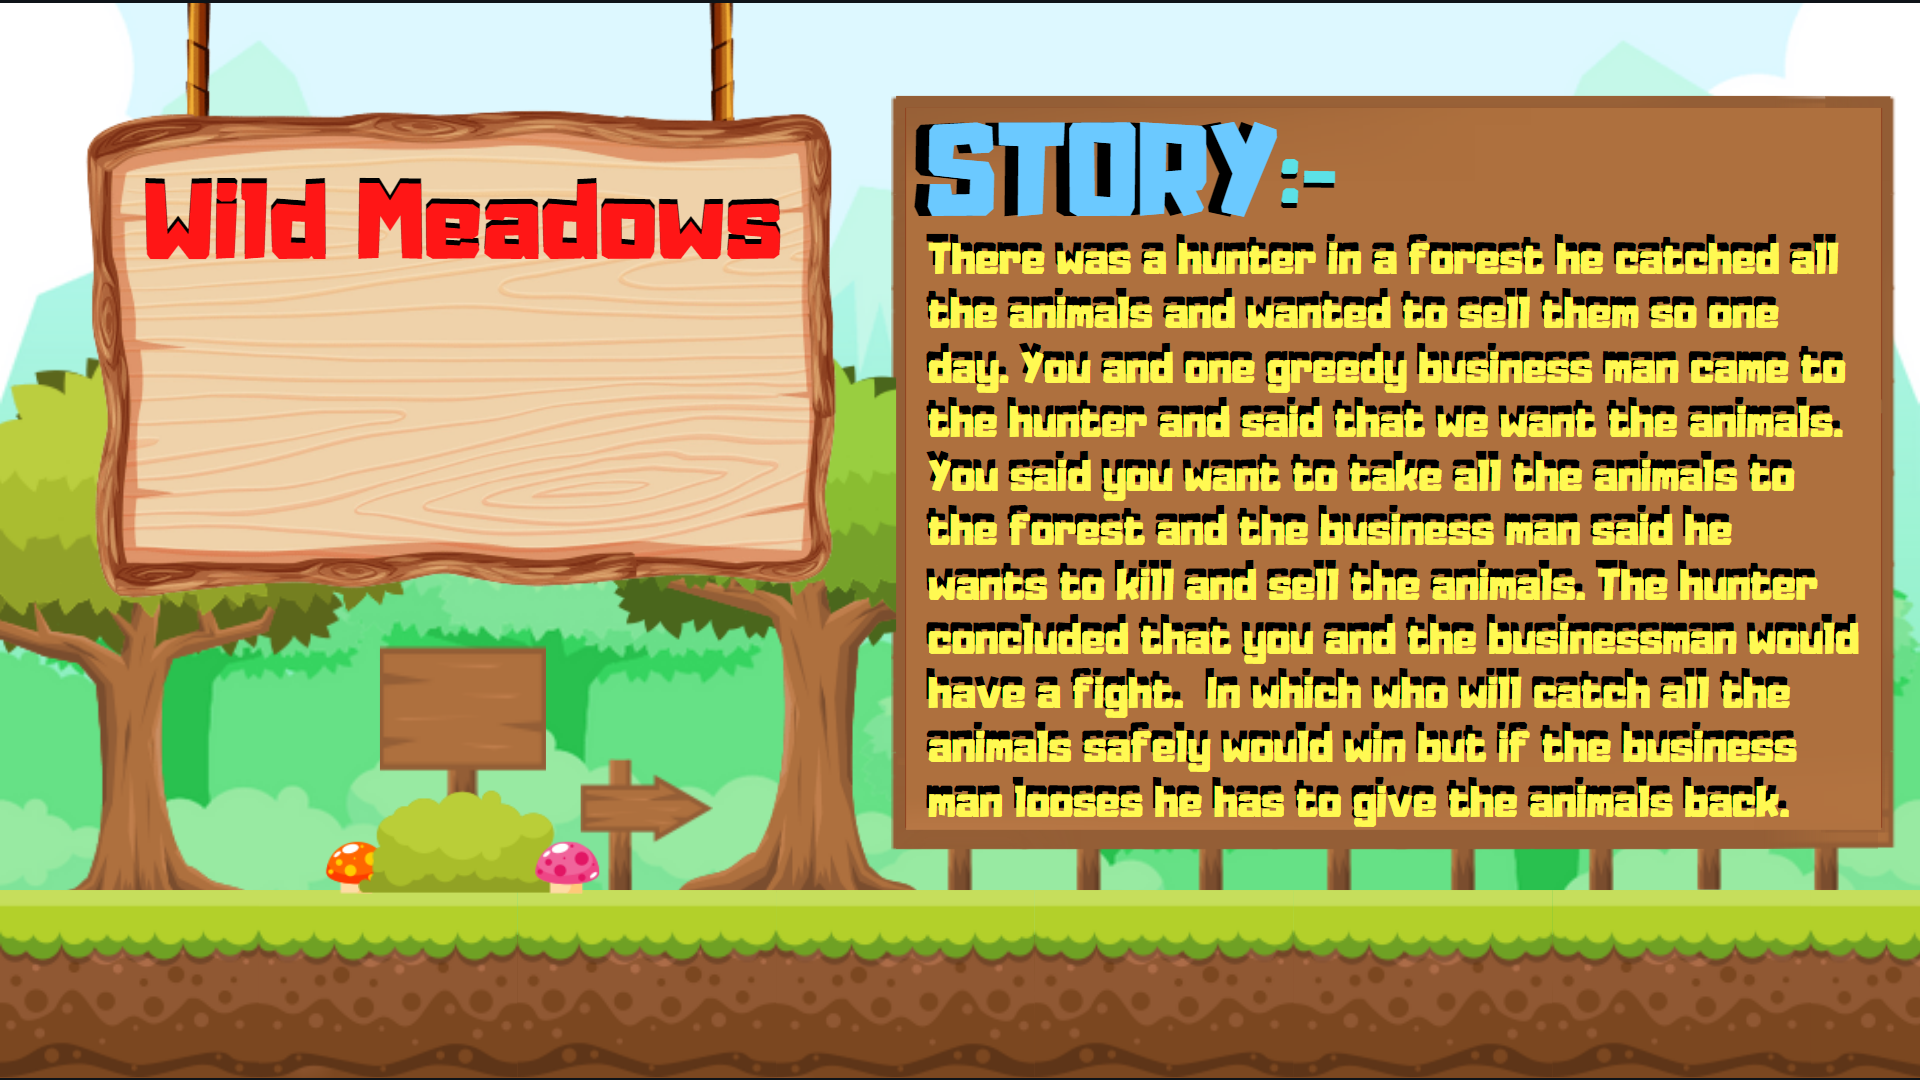 Wild Meadows
STORY:-
There was a hunter in a forest he catched all
the animals and wanted to sell them so one
day. You and one greedy business man came to
the hunter and said that we want the animals.
You said you want to take all the animals to
the forest and the business man said he
wants to kill and sell the animals. The hunter
concluded that you and the businessman would
have a fight.  In which who will catch all the
animals safely would win but if the business
man looses he has to give the animals back.